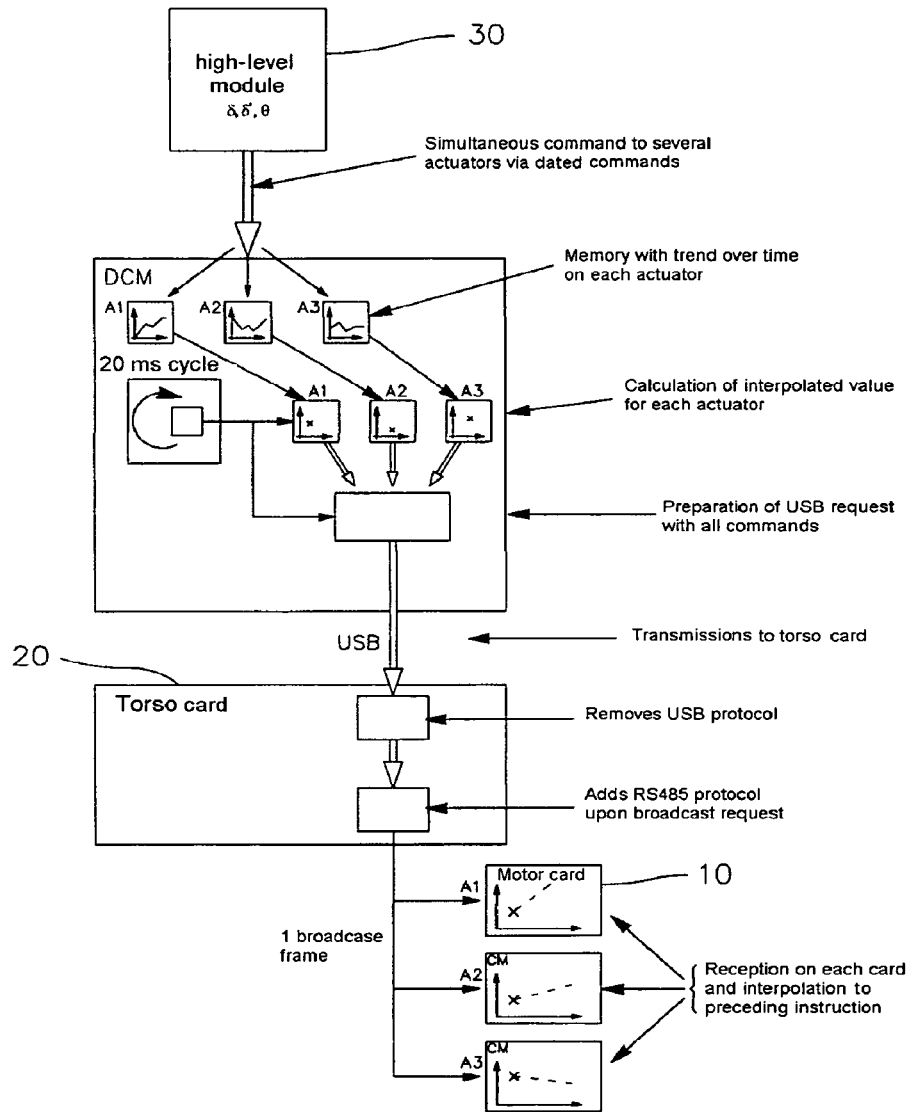 30
high-level
module
δ, δ', θ
Simultaneous command to several
actuators via dated commands
DCM
Memory with trend over time
on each actuator
A1
A2
A3
20 ms cycle
A1
A2
A3
Calculation of interpolated value
for each actuator
Preparation of USB request
with all commands
USB
Transmissions to torso card
20
Torso card
Removes USB protocol
Adds RS485 protocol
upon broadcast request
A1
Motor card
10
1 broadcase
frame
A2
CM
Reception on each card
and interpolation to
preceding instruction
A3
CM